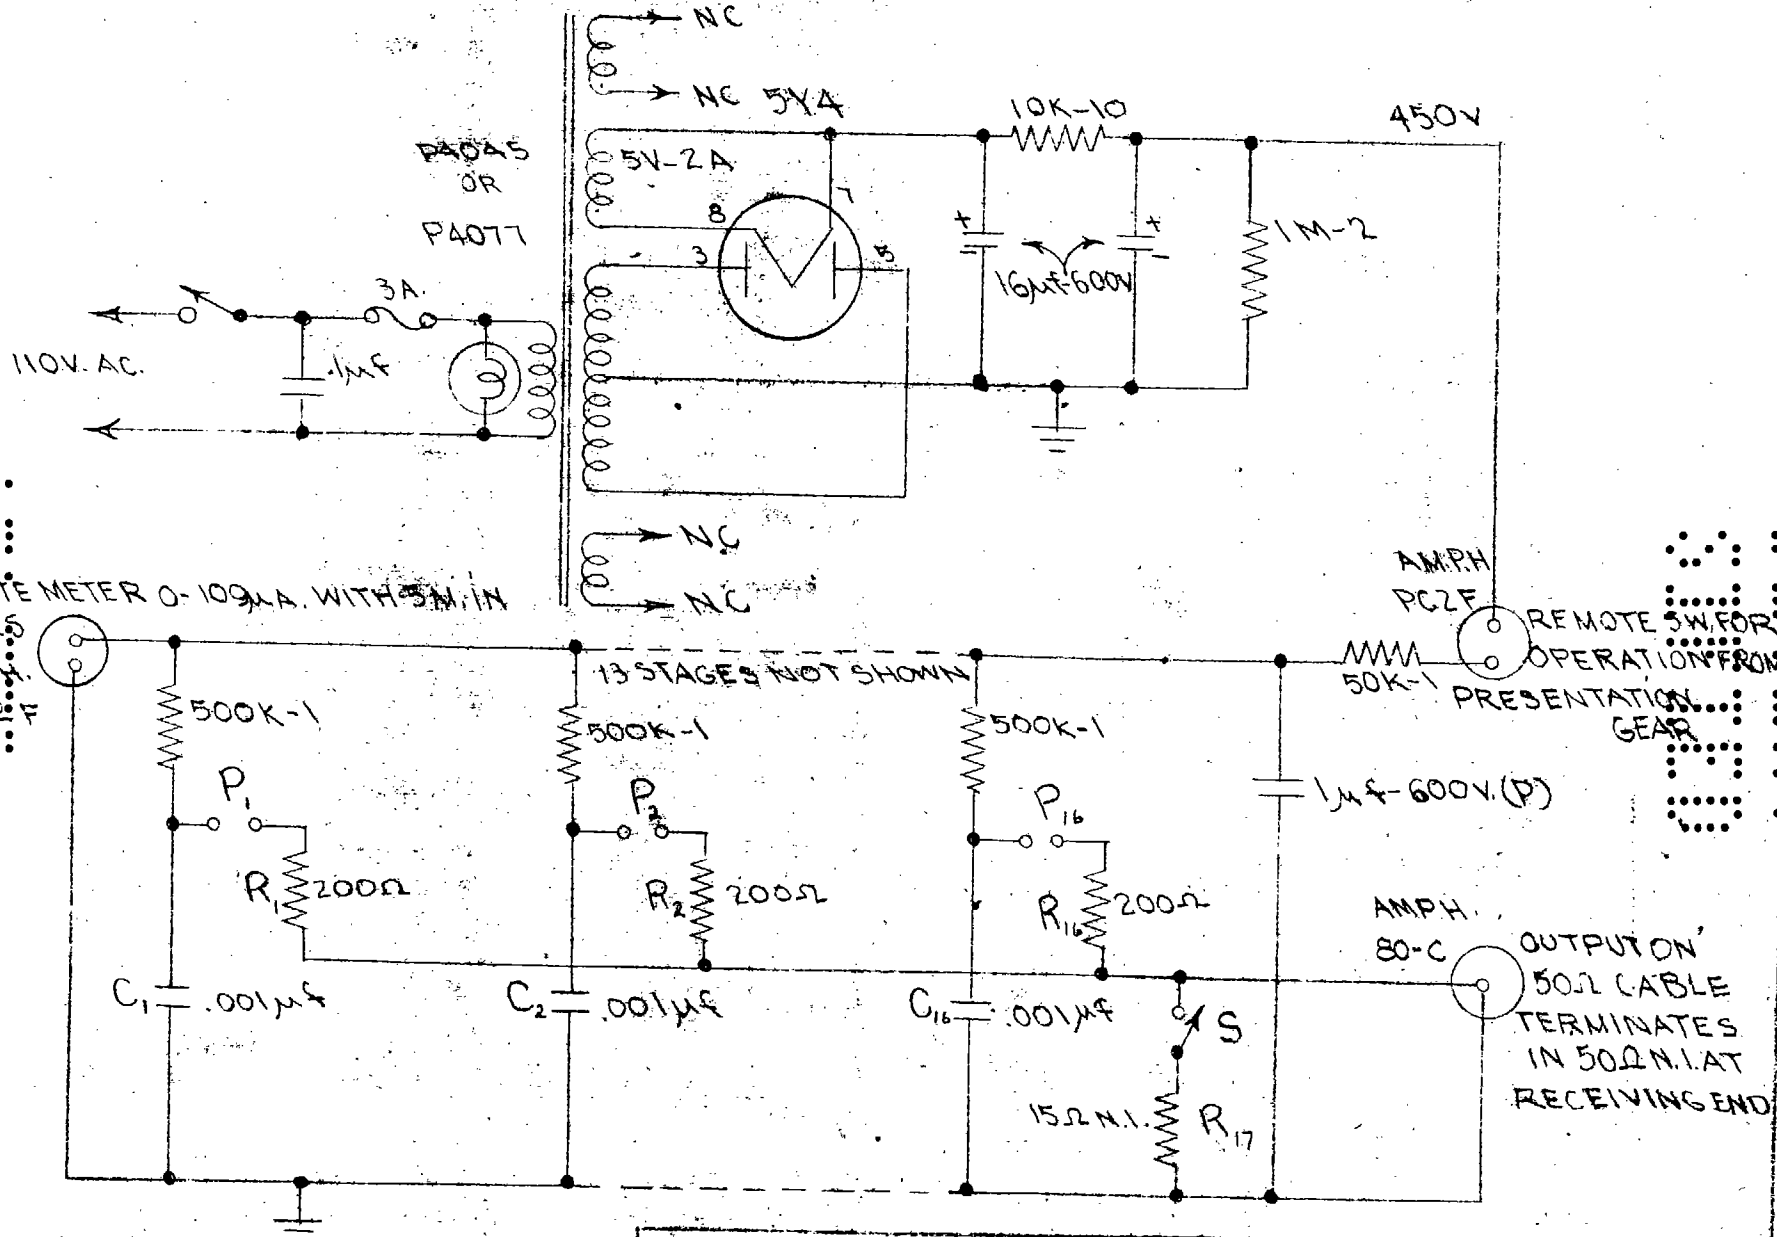 NC
NC
5Y4
P4045
OR
P4077
5V-2A
8
7
3
5
10K-10
450V
+
+
16µf-600V
1M-2
3A.
110V. AC.
.1µf
NC
NC
TE METER 0-100µA. WITH 5M. IN
13 STAGES NOT SHOWN
AMPH
PC2F
REMOTE SW. FOR
OPERATION FROM
PRESENTATION
GEAR
50K-1
500K-1
500K-1
500K-1
P1
P2
P16
1µf-600V.(P)
R1 200Ω
R2 200Ω
R16 200Ω
AMPH.
80-C
OUTPUT ON
50Ω CABLE
TERMINATES
IN 50Ω N.I. AT
RECEIVING END
C1 .001µf
C2 .001µf
C16 .001µf
S
15Ω N.I.
R17